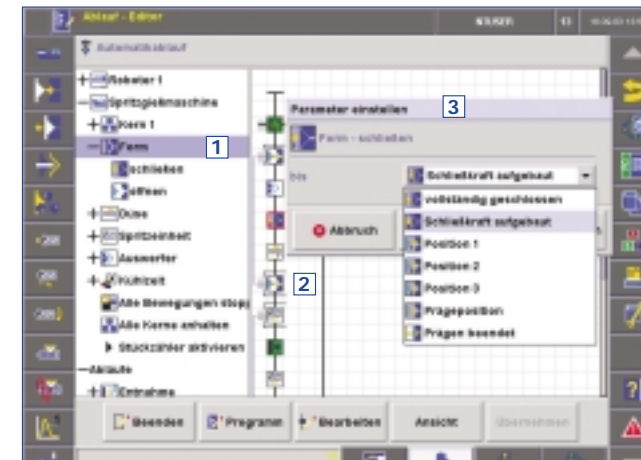 Ablauf - Editor
Automatikablauf
Roboter 1
Spritzgießmaschine
Kern 1
Form 1
schließen
öffnen
Düse
Spritzeinheit
Auswerfer
Kühlzeit
Alle Bewegungen stopp
Alle Kerne anhalten
Stückzähler aktivieren
Abläufe
Entnahme
2
Parameter einstellen 3
Form - schließen
bis Schließkraft aufgebaut
vollständig geschlossen
Schließkraft aufgebaut
Position 1
Position 2
Position 3
Prägeposition
Prägen beendet
Abbruch
Beenden Programm Bearbeiten Ansicht Übernehmen